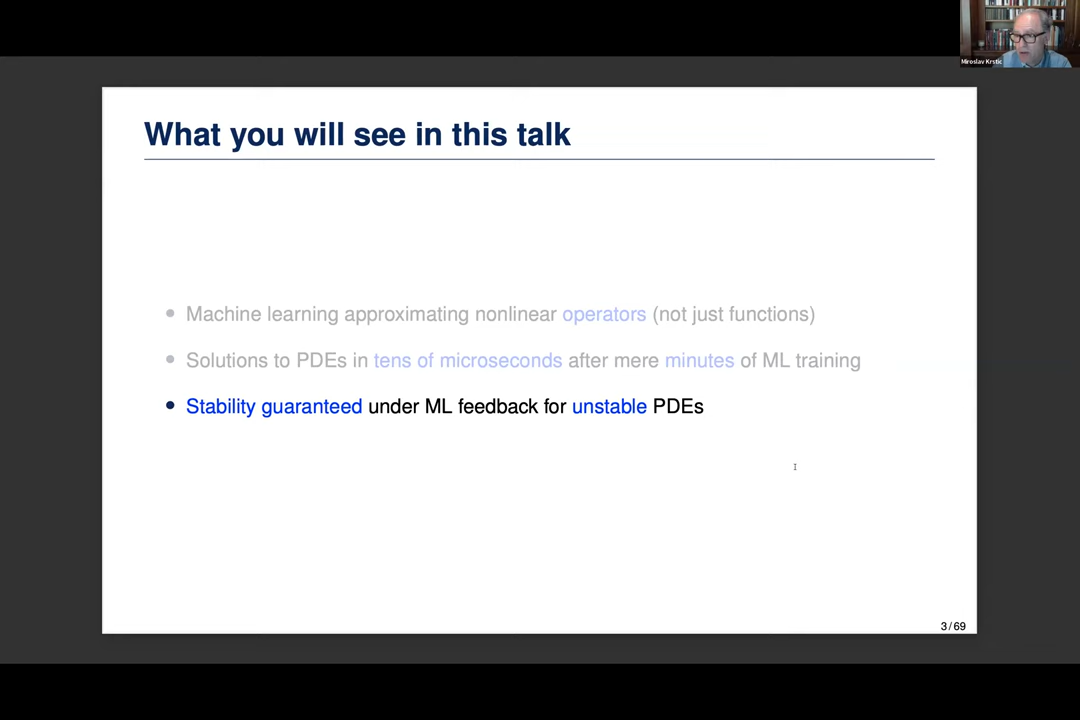 Miroslav Krstic
What you will see in this talk
• Machine learning approximating nonlinear operators (not just functions)
• Solutions to PDEs in tens of microseconds after mere minutes of ML training
• Stability guaranteed under ML feedback for unstable PDEs
3/69